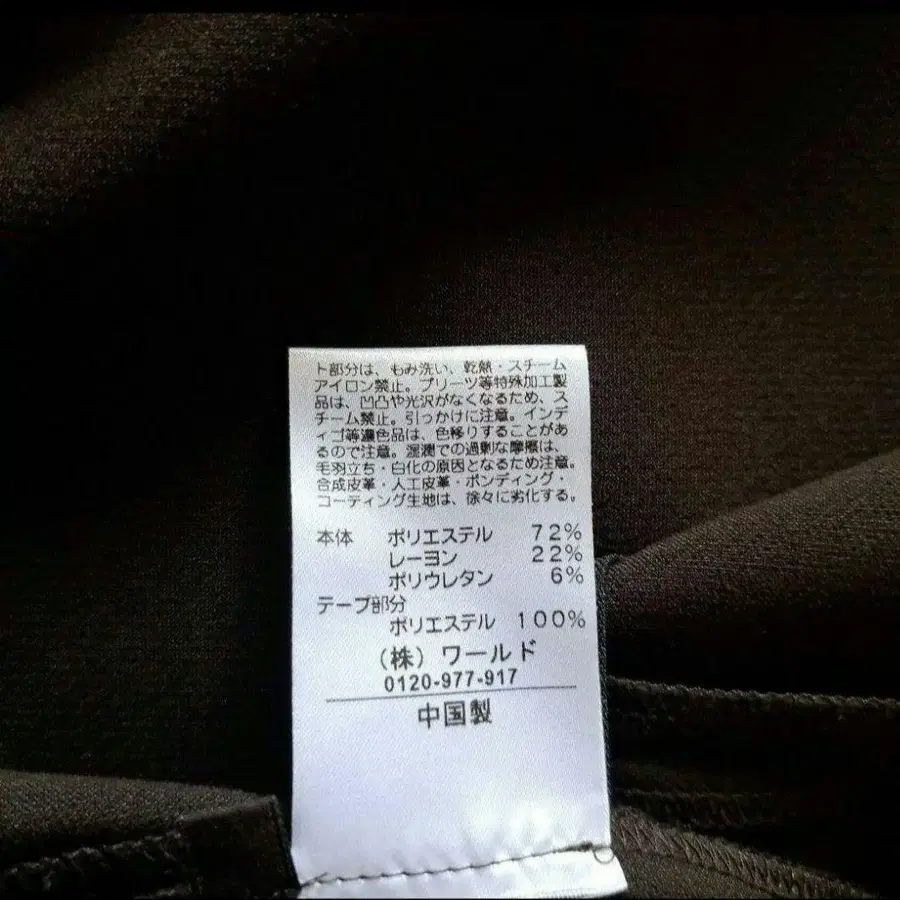 ト部分は、もみ洗い、乾熱・スチーム
アイロン禁止。プリーツ等特殊加工製
品は、凹凸や光沢がなくなるため、ス
チーム禁止。引っかけに注意。インデ
ィゴ等濃色品は、色移りすることがあ
るので注意。湿潤での過剰な摩擦は、
毛羽立ち・白化の原因となるため注意。
合成皮革・人工皮革・ボンディング・
コーティング生地は、徐々に劣化する。
本体 ポリエステル 72%
レーヨン 22%
ポリウレタン 6%
テープ部分
ポリエステル 100%
(株)ワールド
0120-977-917
中国製